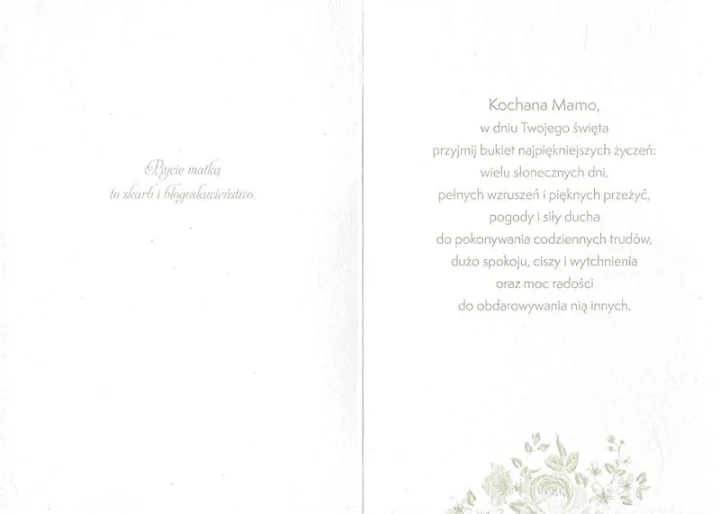 Bycie matką
to skarb i błogosławieństwo.
Kochana Mamo,
w dniu Twojego święta
przyjmij bukiet najpiękniejszych życzeń:
wielu słonecznych dni,
pełnych wzruszeń i pięknych przeżyć,
pogody i siły ducha
do pokonywania codziennych trudów,
dużo spokoju, ciszy i wytchnienia
oraz moc radości
do obdarowywania nią innych.